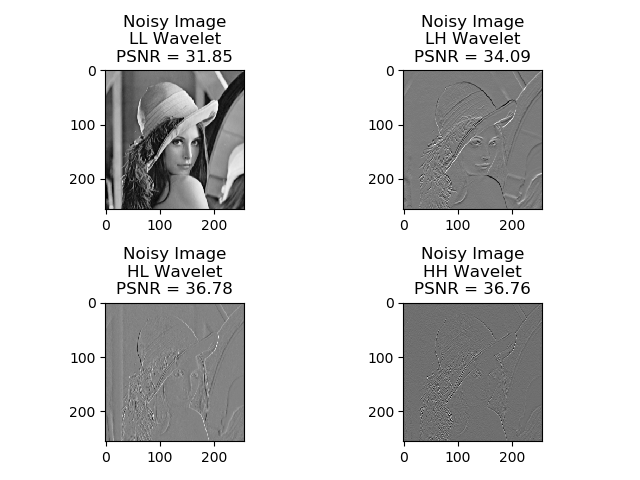 Noisy Image
LL Wavelet
PSNR = 31.85
0
100
200
0 100 200
Noisy Image
LH Wavelet
PSNR = 34.09
0
100
200
0 100 200
Noisy Image
HL Wavelet
PSNR = 36.78
0
100
200
0 100 200
Noisy Image
HH Wavelet
PSNR = 36.76
0
100
200
0 100 200